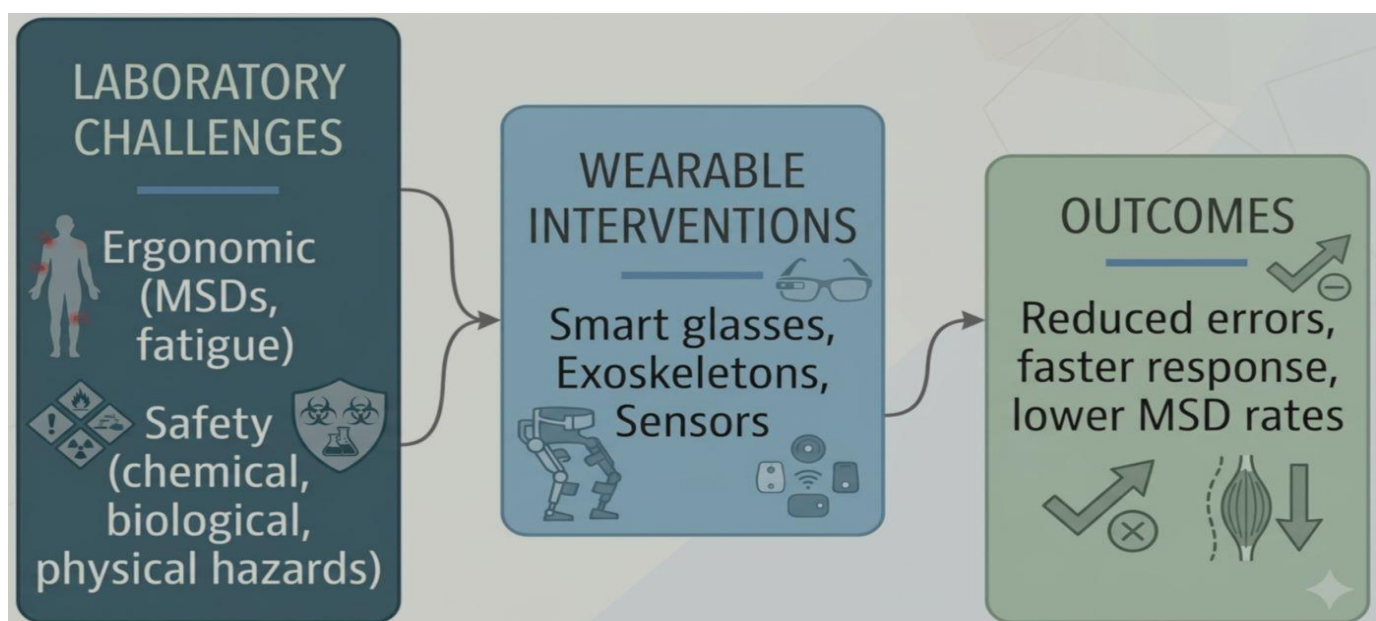 LABORATORY
CHALLENGES
Ergonomic
(MSDs,
fatigue)
Safety
(chemical,
biological,
physical hazards)
WEARABLE
INTERVENTIONS
Smart glasses,
Exoskeletons,
Sensors
OUTCOMES
Reduced errors,
faster response,
lower MSD rates